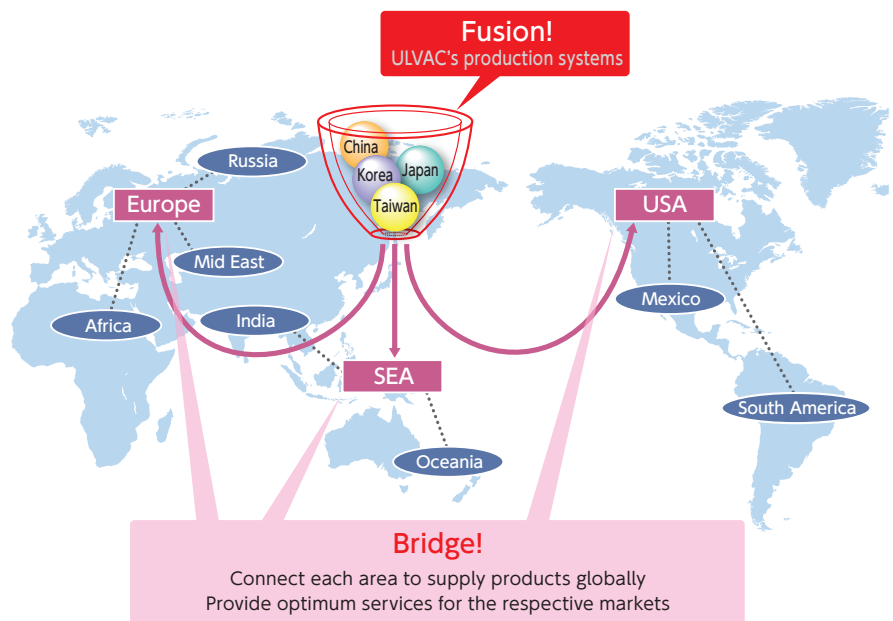 Fusion!
ULVAC's production systems
China
Korea
Japan
Taiwan
Russia
Europe
Mid East
Africa
India
SEA
Oceania
USA
Mexico
South America
Bridge!
Connect each area to supply products globally
Provide optimum services for the respective markets